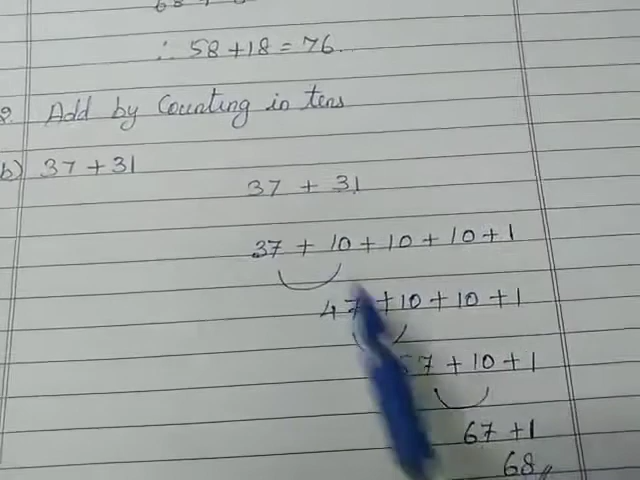 ∴ 58 + 18 = 76.
Add by Counting in tens
b) 37 + 31
37 + 31
37 + 10 + 10 + 10 + 1
47 + 10 + 10 + 1
57 + 10 + 1
67 + 1
68